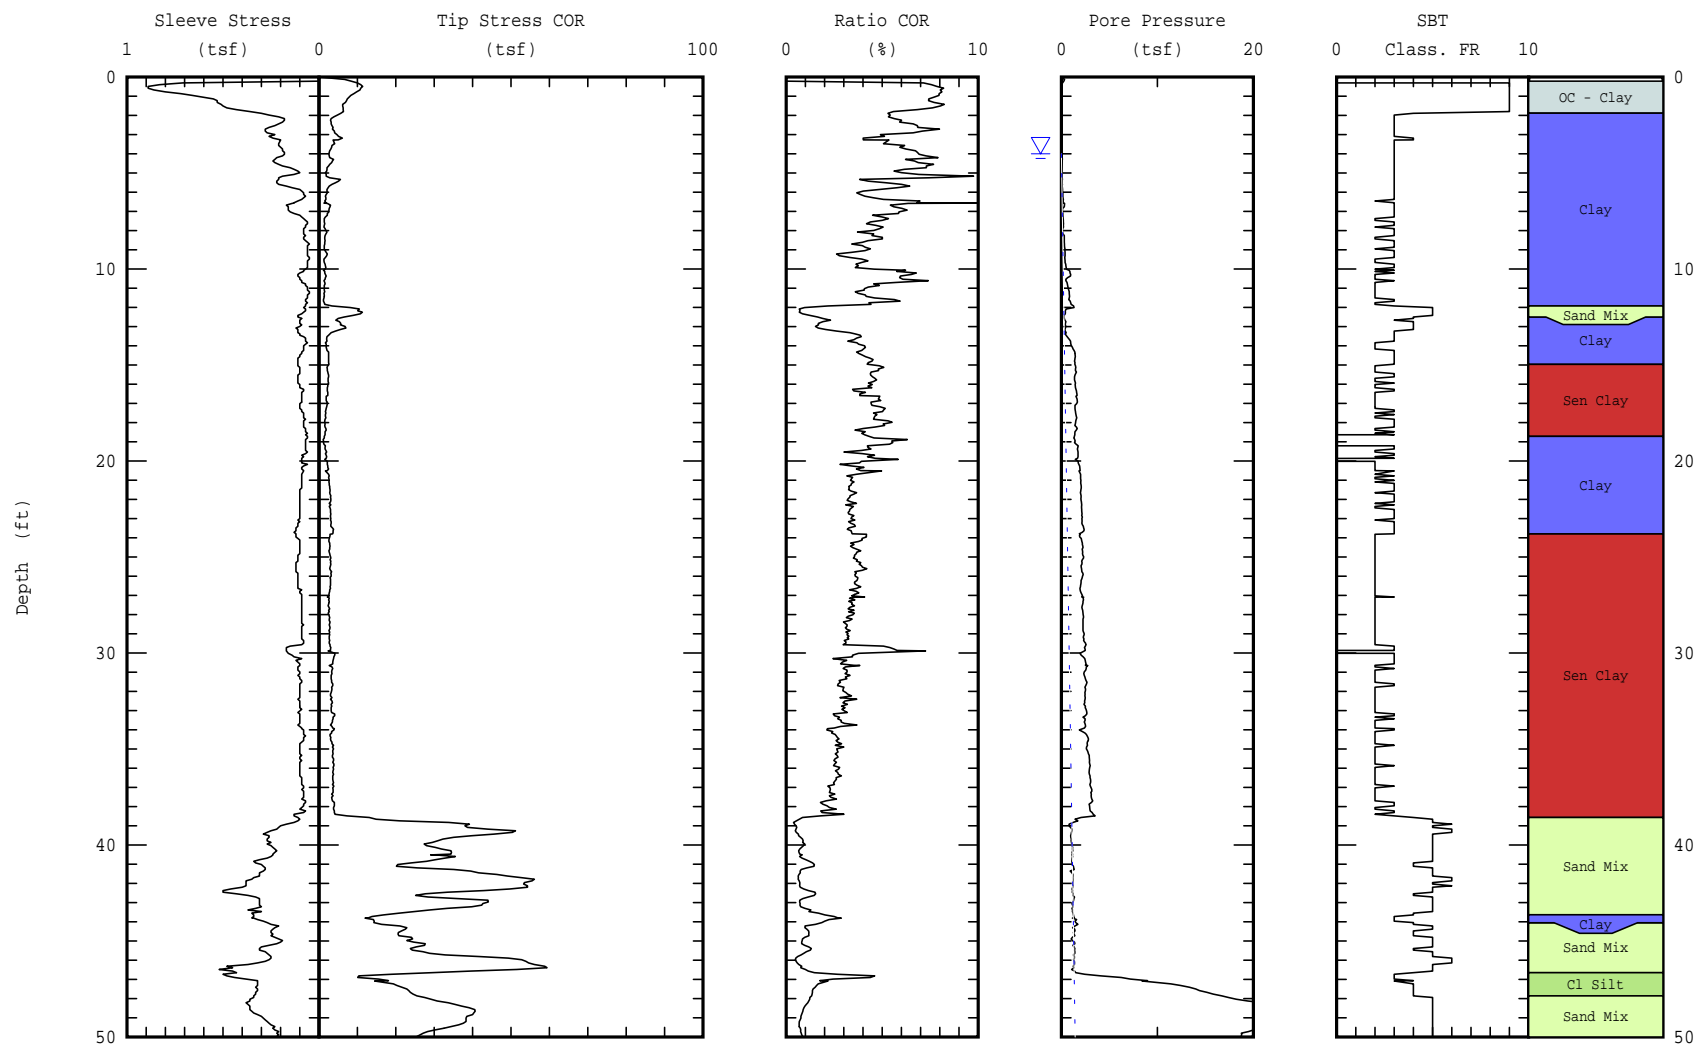 Sleeve Stress Tip Stress COR Ratio COR Pore Pressure SBT
1 (tsf) 0 (tsf) 100 0 (%) 10 0 (tsf) 20 0 Class. FR 10
0 0
OC - Clay
Clay
10 10
Sand Mix
Clay
Sen Clay
20 20
Clay
Depth (ft)
30 30
Sen Clay
40 40
Sand Mix
Clay
Sand Mix
Cl Silt
Sand Mix
50 50